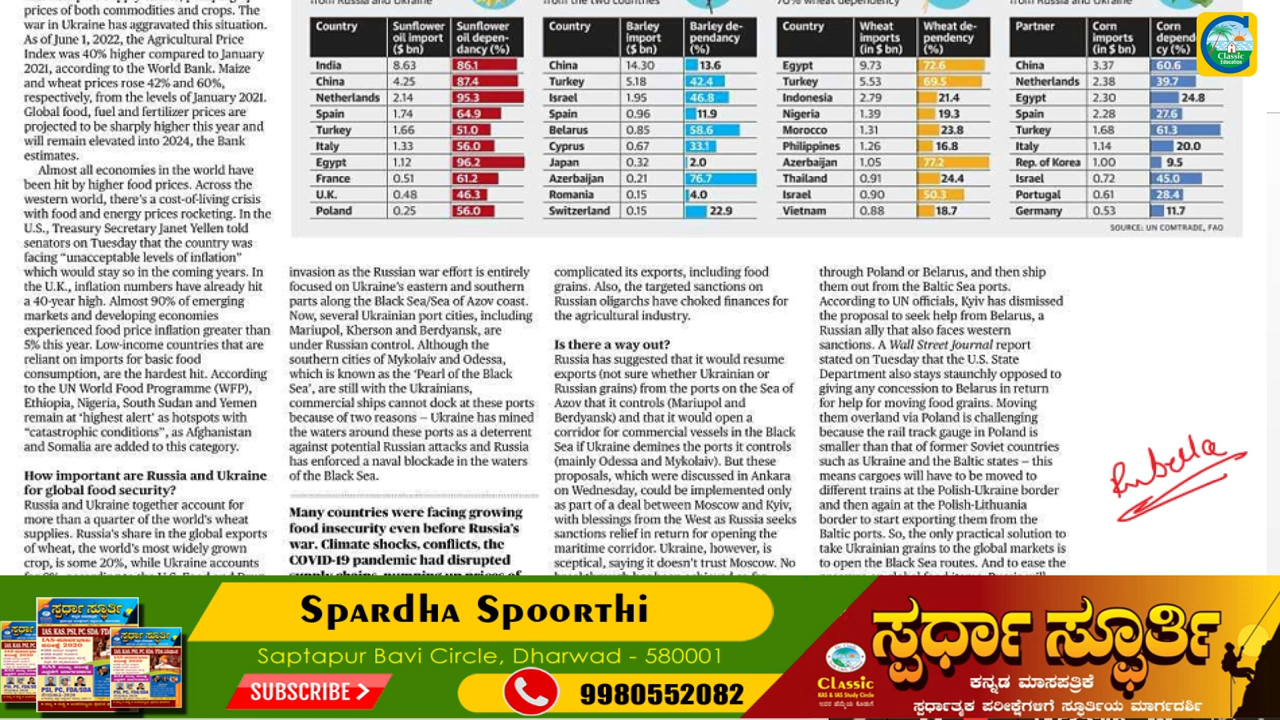 prices of both commodities and crops. The
war in Ukraine has aggravated this situation.
As of June 1, 2022, the Agricultural Price
Index was 40% higher compared to January
2021, according to the World Bank. Maize
and wheat prices rose 42% and 60%,
respectively, from the levels of January 2021.
Global food, fuel and fertilizer prices are
projected to be sharply higher this year and
will remain elevated into 2024, the Bank
estimates.
Almost all economies in the world have
been hit by higher food prices. Across the
western world, there's a cost-of-living crisis
with food and energy prices rocketing. In the
U.S., Treasury Secretary Janet Yellen told
senators on Tuesday that the country was
facing “unacceptable levels of inflation”
which would stay so in the coming years. In
the U.K., inflation numbers have already hit
a 40-year high. Almost 90% of emerging
markets and developing economies
experienced food price inflation greater than
5% this year. Low-income countries that are
reliant on imports for basic food
consumption, are the hardest hit. According
to the UN World Food Programme (WFP),
Ethiopia, Nigeria, South Sudan and Yemen
remain at ‘highest alert’ as hotspots with
“catastrophic conditions”, as Afghanistan
and Somalia are added to this category.
How important are Russia and Ukraine
for global food security?
Russia and Ukraine together account for
more than a quarter of the world's wheat
supplies. Russia's share in the global exports
of wheat, the world's most widely grown
crop, is some 20%, while Ukraine accounts
Country Sunflower oil import ($ bn) Sunflower oil depen-dancy (%)
India 8.63 86.1
China 4.25 87.4
Netherlands 2.14 95.3
Spain 1.74 64.9
Turkey 1.66 51.0
Italy 1.33 56.0
Egypt 1.12 96.2
France 0.51 61.2
U.K. 0.48 46.3
Poland 0.25 56.0
Country Barley import ($ bn) Barley de-pendancy (%)
China 14.30 13.6
Turkey 5.18 42.4
Israel 1.95 46.8
Spain 0.96 11.9
Belarus 0.85 58.6
Cyprus 0.67 33.1
Japan 0.32 2.0
Azerbaijan 0.21 76.7
Romania 0.15 4.0
Switzerland 0.15 22.9
Country Wheat imports (in $ bn) Wheat de-pendency (%)
Egypt 9.73 72.6
Turkey 5.53 69.5
Indonesia 2.79 21.4
Nigeria 1.39 19.3
Morocco 1.31 23.8
Philippines 1.26 16.8
Azerbaijan 1.05 77.2
Thailand 0.91 24.4
Israel 0.90 50.3
Vietnam 0.88 18.7
Partner Corn imports (in $ bn) Corn depend cy (%)
China 3.37 60.6
Netherlands 2.38 39.7
Egypt 2.30 24.8
Spain 2.28 27.6
Turkey 1.68 61.3
Italy 1.14 20.0
Rep. of Korea 1.00 9.5
Israel 0.72 45.0
Portugal 0.61 28.4
Germany 0.53 11.7
SOURCE: UN COMTRADE, FAO
Classic
Education
invasion as the Russian war effort is entirely
focused on Ukraine's eastern and southern
parts along the Black Sea/Sea of Azov coast.
Now, several Ukrainian port cities, including
Mariupol, Kherson and Berdyansk, are
under Russian control. Although the
southern cities of Mykolaiv and Odessa,
which is known as the ‘Pearl of the Black
Sea’, are still with the Ukrainians,
commercial ships cannot dock at these ports
because of two reasons – Ukraine has mined
the waters around these ports as a deterrent
against potential Russian attacks and Russia
has enforced a naval blockade in the waters
of the Black Sea.
Many countries were facing growing
food insecurity even before Russia's
war. Climate shocks, conflicts, the
COVID-19 pandemic had disrupted
complicated its exports, including food
grains. Also, the targeted sanctions on
Russian oligarchs have choked finances for
the agricultural industry.
Is there a way out?
Russia has suggested that it would resume
exports (not sure whether Ukrainian or
Russian grains) from the ports on the Sea of
Azov that it controls (Mariupol and
Berdyansk) and that it would open a
corridor for commercial vessels in the Black
Sea if Ukraine demines the ports it controls
(mainly Odessa and Mykolaiv). But these
proposals, which were discussed in Ankara
on Wednesday, could be implemented only
as part of a deal between Moscow and Kyiv,
with blessings from the West as Russia seeks
sanctions relief in return for opening the
maritime corridor. Ukraine, however, is
sceptical, saying it doesn't trust Moscow. No
through Poland or Belarus, and then ship
them out from the Baltic Sea ports.
According to UN officials, Kyiv has dismissed
the proposal to seek help from Belarus, a
Russian ally that also faces western
sanctions. A Wall Street Journal report
stated on Tuesday that the U.S. State
Department also stays staunchly opposed to
giving any concession to Belarus in return
for help for moving food grains. Moving
them overland via Poland is challenging
because the rail track gauge in Poland is
smaller than that of former Soviet countries
such as Ukraine and the Baltic states – this
means cargoes will have to be moved to
different trains at the Polish-Ukraine border
and then again at the Polish-Lithuania
border to start exporting them from the
Baltic ports. So, the only practical solution to
take Ukrainian grains to the global markets is
to open the Black Sea routes. And to ease the
Rubella
Spardha Spoorthi
Saptapur Bavi Circle, Dharwad - 580001
SUBSCRIBE
9980552082
ಸ್ಪರ್ಧಾ ಸ್ಫೂರ್ತಿ
ಕನ್ನಡ ಮಾಸಪತ್ರಿಕೆ
ಸ್ಪರ್ಧಾತ್ಮಕ ಪರೀಕ್ಷೆಗಳಿಗೆ ಸ್ಫೂರ್ತಿಯ ಮಾರ್ಗದರ್ಶಿ
Classic
KAS & IAS Study Circle